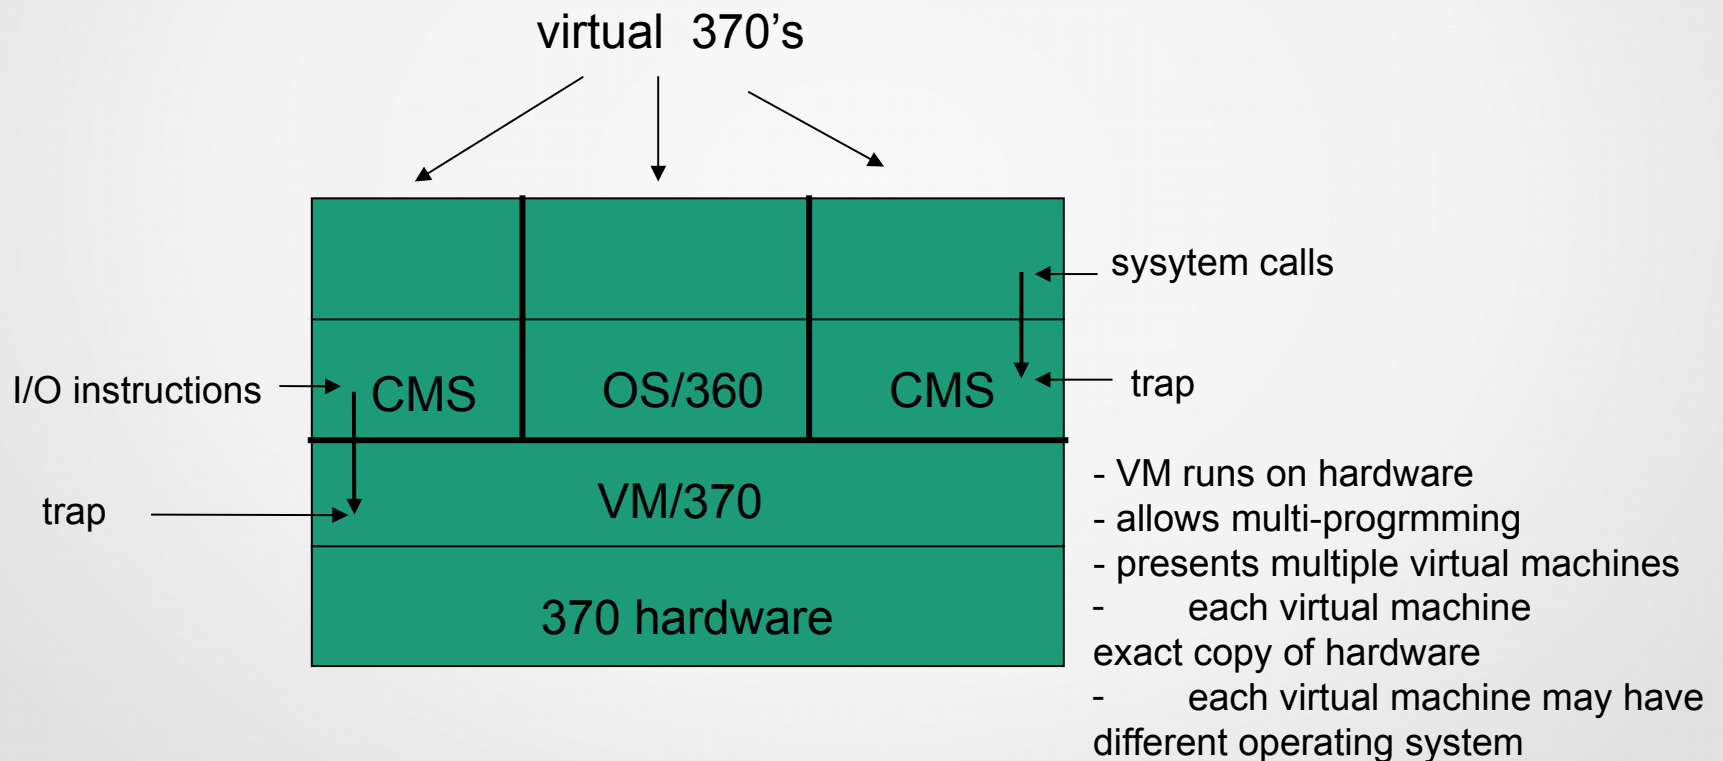 virtual 370's
sysytem calls
I/O instructions
CMS
OS/360
CMS
trap
trap
VM/370
370 hardware
- VM runs on hardware
- allows multi-progrmming
- presents multiple virtual machines
- each virtual machine
exact copy of hardware
- each virtual machine may have
different operating system